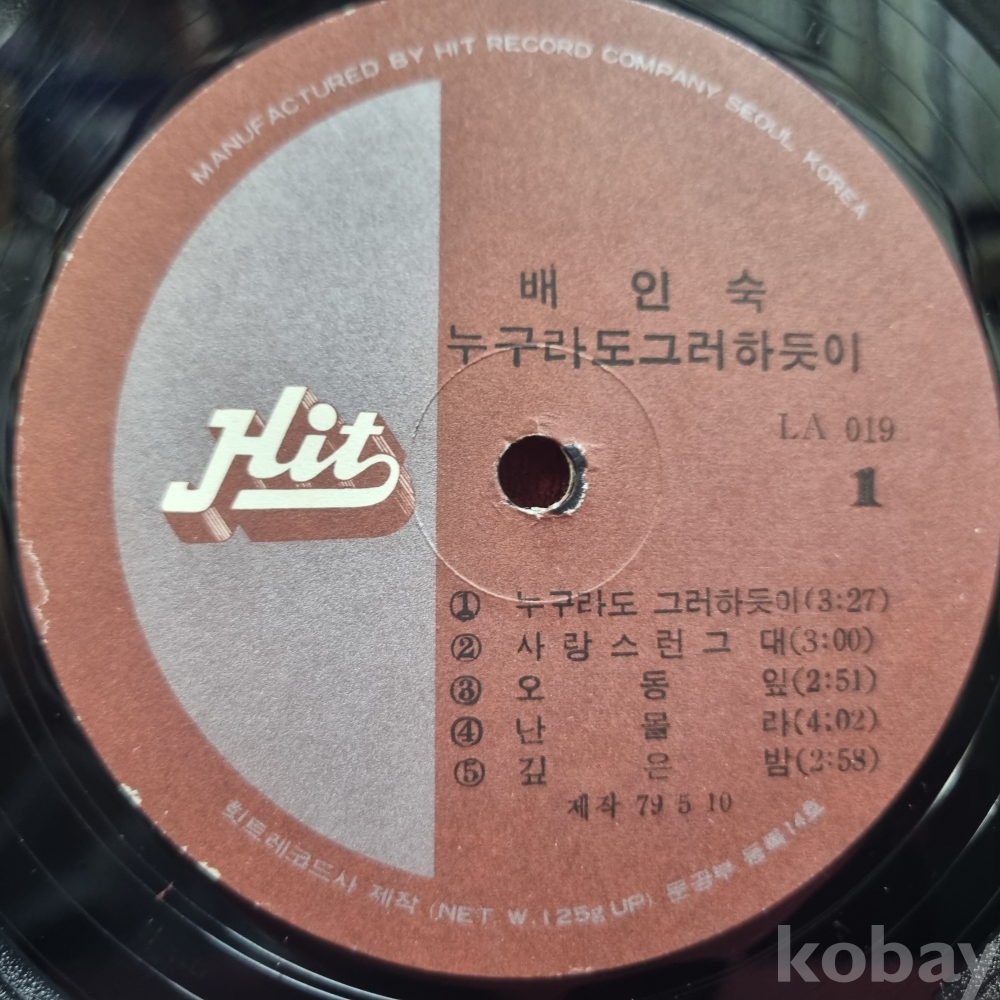 MANUFACTURED BY HIT RECORD COMPANY SEOUL, KOREA
배 인 숙
누구라도그러하듯이
LA 019
1
Hit
① 누구라도 그러하듯이(3:27)
② 사 랑 스 런 그 대(3:00)
③ 오 동 잎(2:51)
④ 난 몰 라(4:02)
⑤ 깊 은 밤(2:58)
제작 79 5 10
힛트레코드사 제작 (NET. W. 125g UP) 문공부 등록 14호
kobay